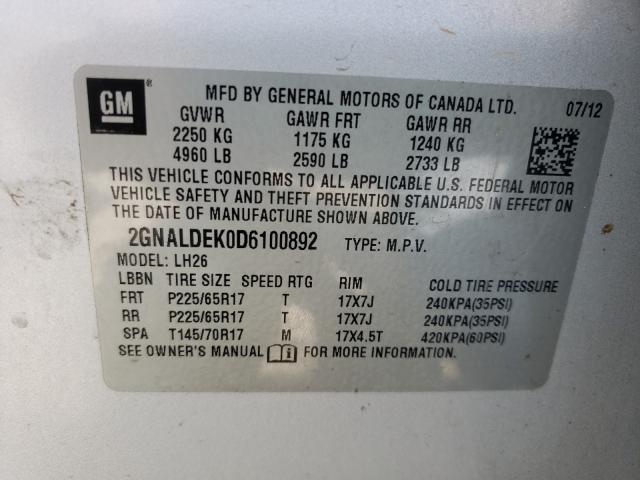 GM ®
MFD BY GENERAL MOTORS OF CANADA LTD. 07/12
GVWR GAWR FRT GAWR RR
2250 KG 1175 KG 1240 KG
4960 LB 2590 LB 2733 LB
THIS VEHICLE CONFORMS TO ALL APPLICABLE U.S. FEDERAL MOTOR
VEHICLE SAFETY AND THEFT PREVENTION STANDARDS IN EFFECT ON
THE DATE OF MANUFACTURE SHOWN ABOVE.
2GNALDEK0D6100892 TYPE: M.P.V.
MODEL: LH26
LBBN TIRE SIZE SPEED RTG RIM COLD TIRE PRESSURE
FRT P225/65R17 T 17X7J 240KPA(35PSI)
RR P225/65R17 T 17X7J 240KPA(35PSI)
SPA T145/70R17 M 17X4.5T 420KPA(60PSI)
SEE OWNER'S MANUAL FOR MORE INFORMATION.